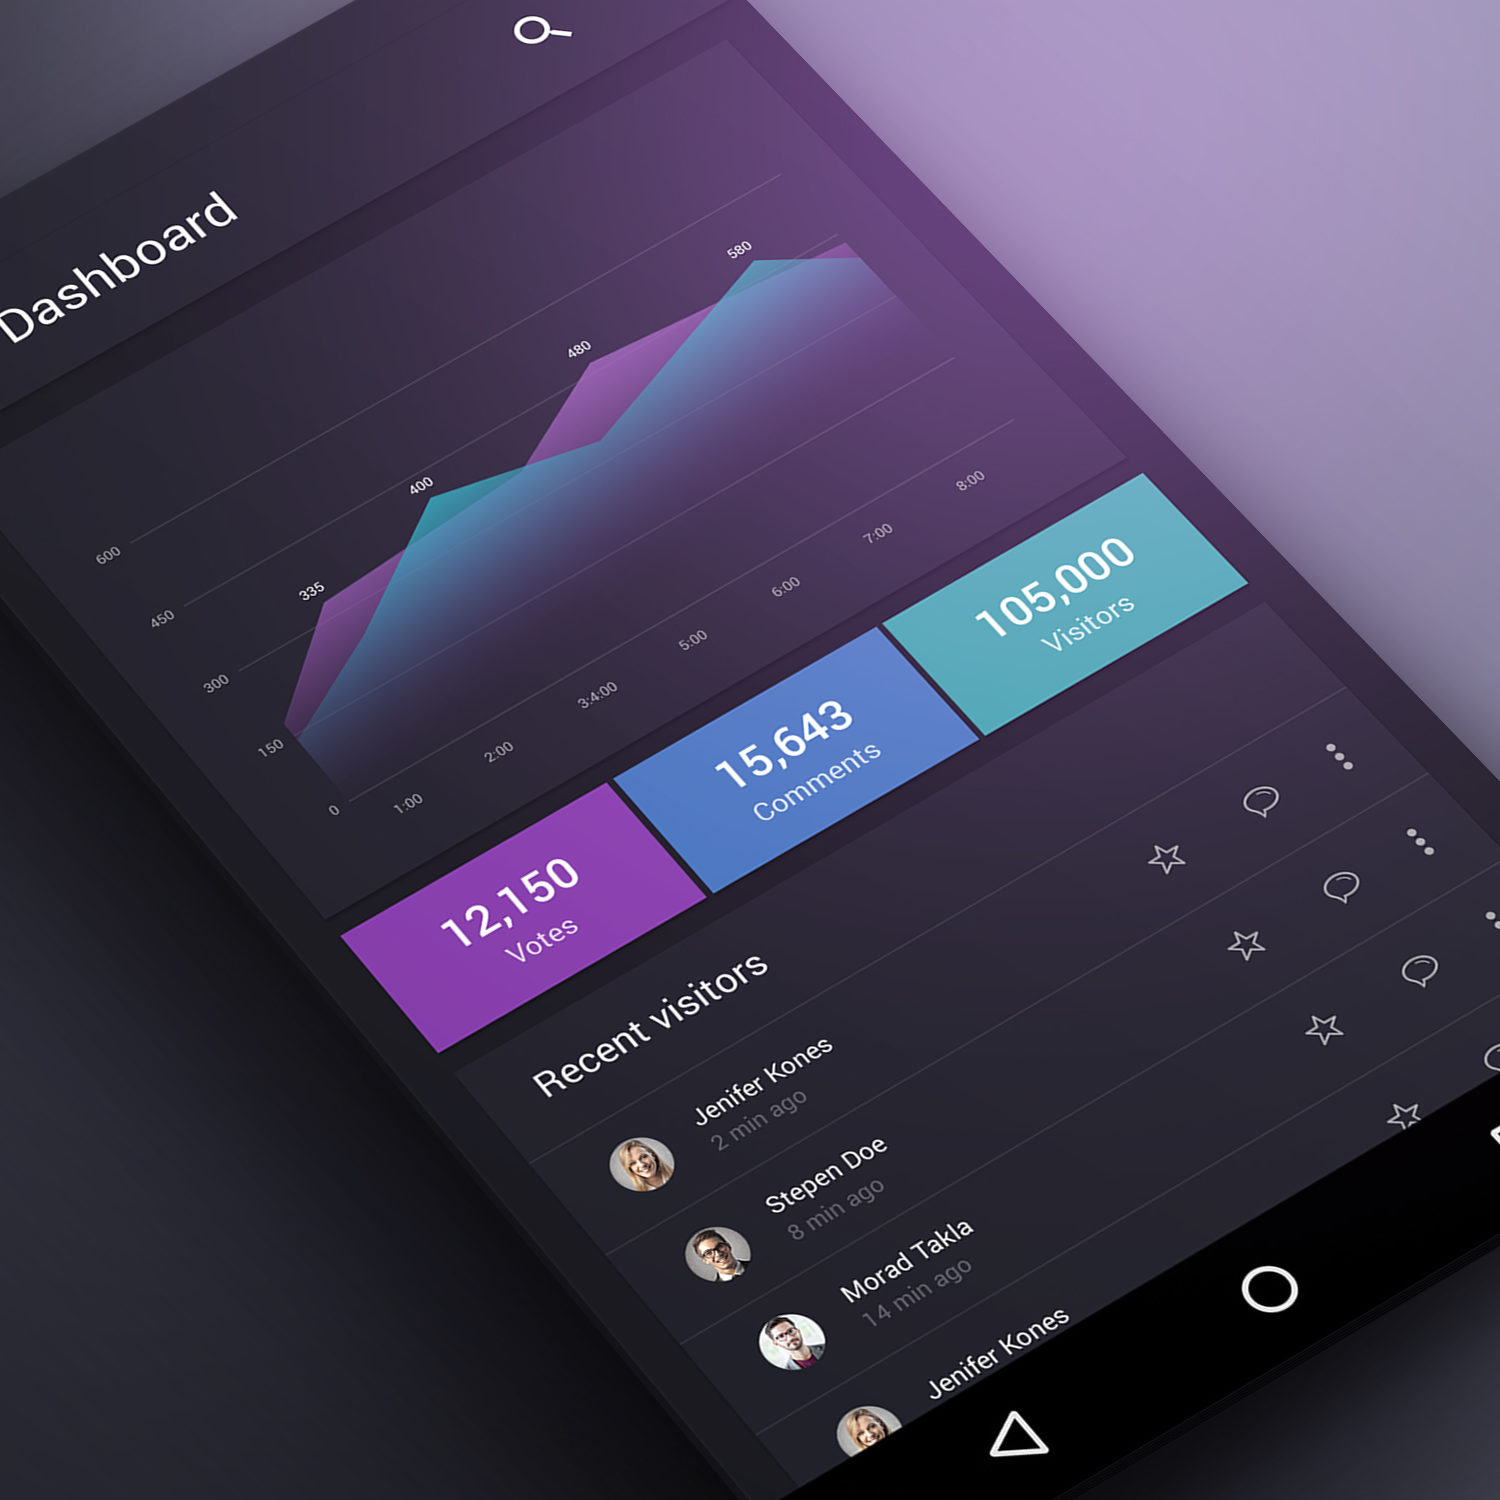 Dashboard
580
480
400
335
600
450
300
150
0
1:00
2:00
3:4:00
5:00
6:00
7:00
8:00
12,150
Votes
15,643
Comments
105,000
Visitors
Recent visitors
Jenifer Kones
2 min ago
Stepen Doe
8 min ago
Morad Takla
14 min ago
Jenifer Kones